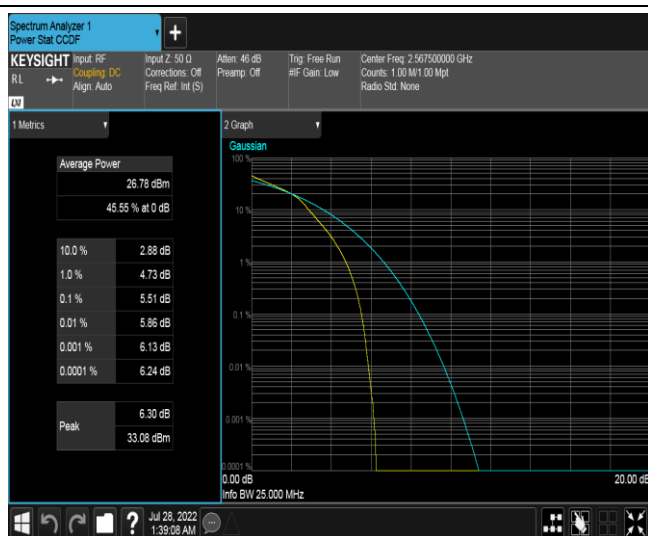 Spectrum Analyzer 1
Power Stat CCDF
+
KEYSIGHT
RL
LXI
Input: RF
Coupling: DC
Align: Auto
Input Z: 50 Ω
Corrections: Off
Freq Ref: Int (S)
Atten: 46 dB
Preamp: Off
Trig: Free Run
#IF Gain: Low
Center Freq: 2.567500000 GHz
Counts: 1.00 M/1.00 Mpt
Radio Std: None
1 Metrics
Average Power
26.78 dBm
45.55 % at 0 dB
10.0 % 2.88 dB
1.0 % 4.73 dB
0.1 % 5.51 dB
0.01 % 5.86 dB
0.001 % 6.13 dB
0.0001 % 6.24 dB
Peak
6.30 dB
33.08 dBm
2 Graph
Gaussian
100 %
10 %
1 %
0.1 %
0.01 %
0.001 %
0.0001 %
0.00 dB
20.00 dB
Info BW 25.000 MHz
?
Jul 28, 2022
1:39:08 AM